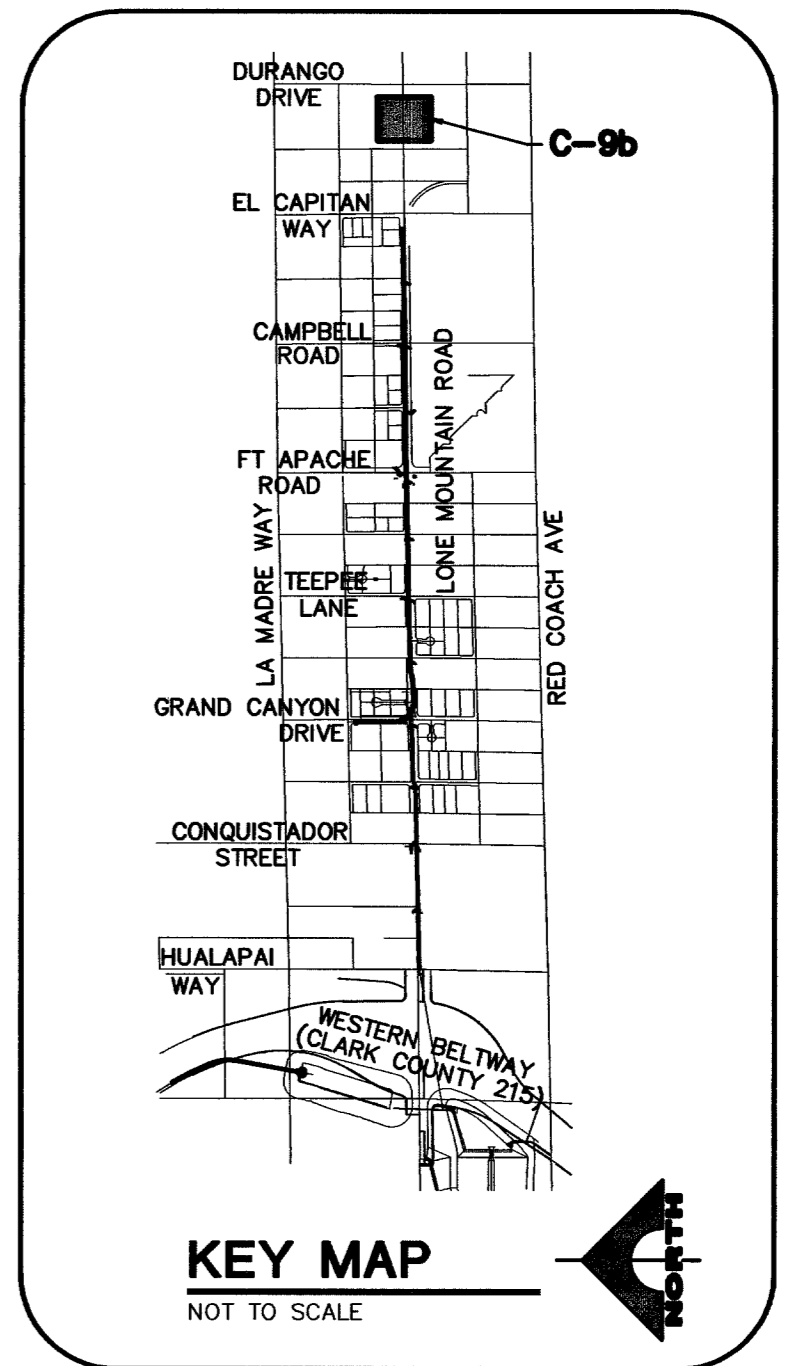 DURANGO
DRIVE
C-9b
EL CAPITAN
WAY
CAMPBELL
ROAD
LONE MOUNTAIN ROAD
FT APACHE
ROAD
LA MADRE WAY
TEEPEE
LANE
RED COACH AVE
GRAND CANYON
DRIVE
CONQUISTADOR
STREET
HUALAPAI
WAY
WESTERN BELTWAY
(CLARK COUNTY 215)
KEY MAP
NOT TO SCALE
NORTH